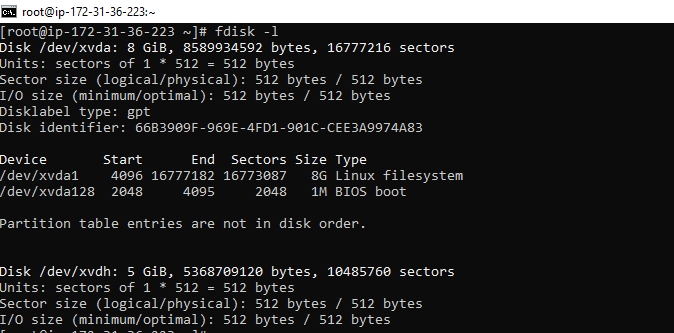 root@ip-172-31-36-223:~
[root@ip-172-31-36-223 ~]# fdisk -l
Disk /dev/xvda: 8 GiB, 8589934592 bytes, 16777216 sectors
Units: sectors of 1 * 512 = 512 bytes
Sector size (logical/physical): 512 bytes / 512 bytes
I/O size (minimum/optimal): 512 bytes / 512 bytes
Disklabel type: gpt
Disk identifier: 66B3909F-969E-4FD1-901C-CEE3A9974A83
Device Start End Sectors Size Type
/dev/xvda1 4096 16777182 16773087 8G Linux filesystem
/dev/xvda128 2048 4095 2048 1M BIOS boot
Partition table entries are not in disk order.
Disk /dev/xvdh: 5 GiB, 5368709120 bytes, 10485760 sectors
Units: sectors of 1 * 512 = 512 bytes
Sector size (logical/physical): 512 bytes / 512 bytes
I/O size (minimum/optimal): 512 bytes / 512 bytes